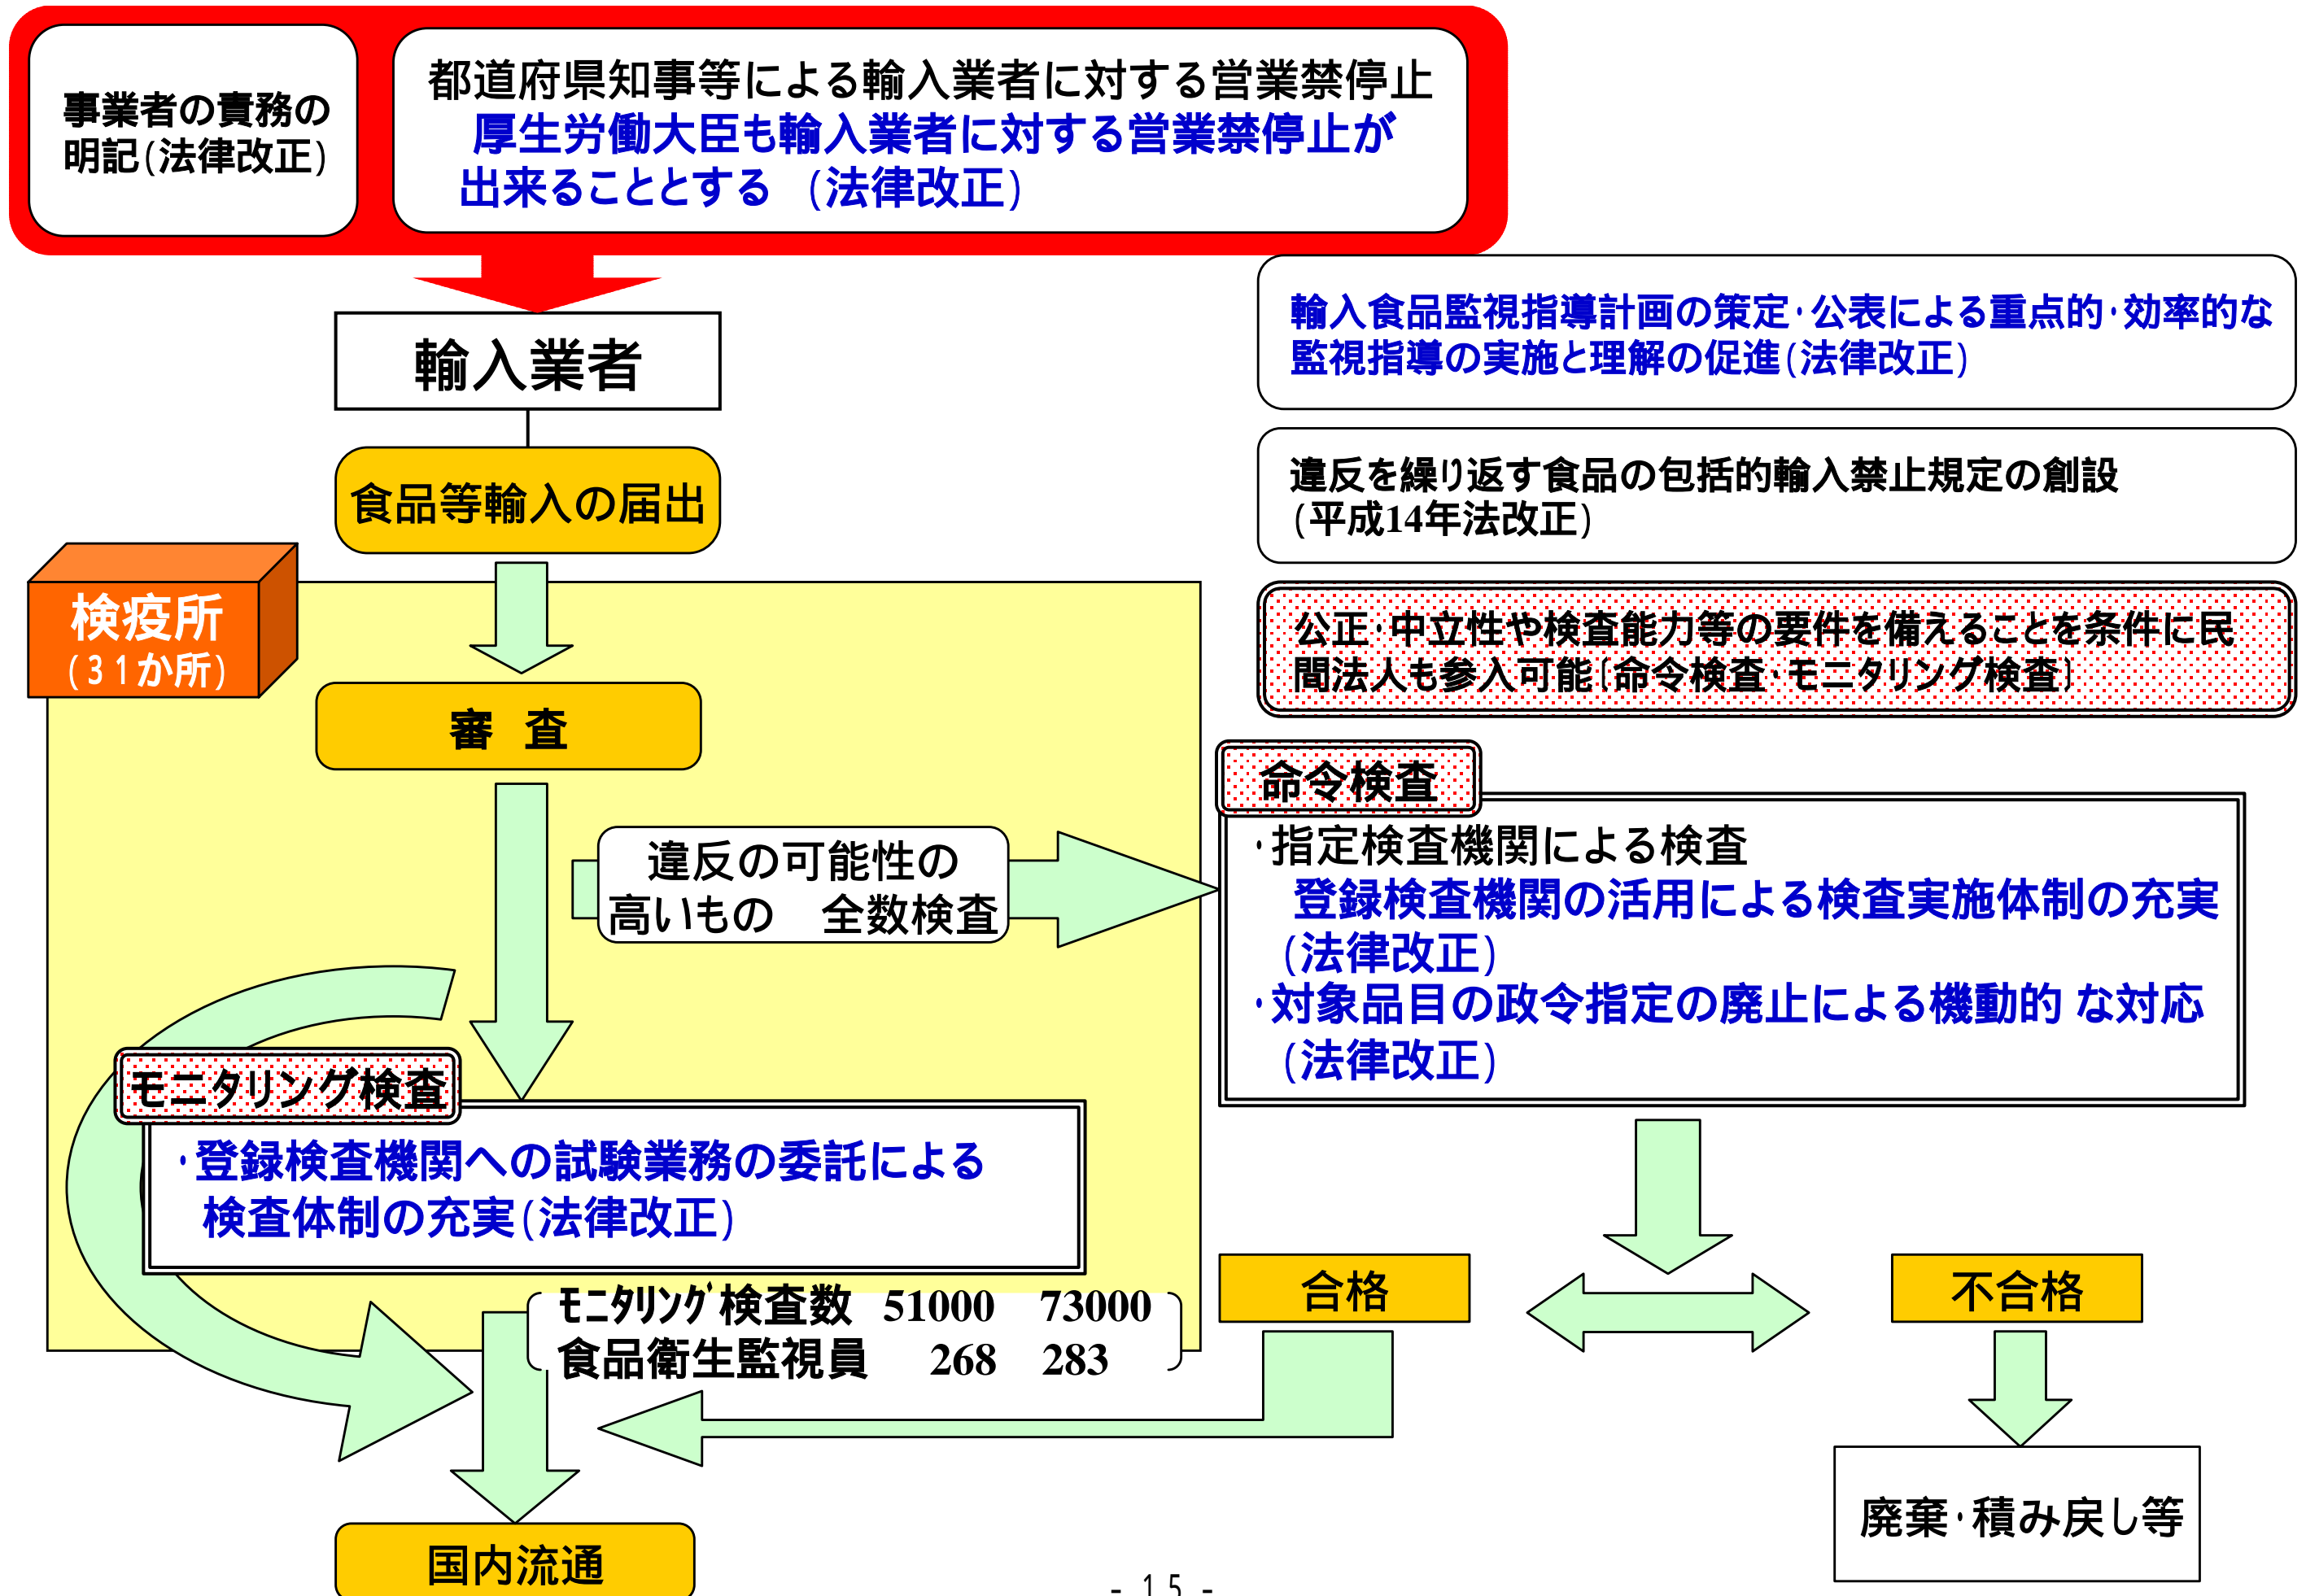 事業者の責務の
明記(法律改正)
都道府県知事等による輸入業者に対する営業禁停止
厚生労働大臣も輸入業者に対する営業禁停止が
出来ることとする (法律改正)
輸入業者
食品等輸入の届出
輸入食品監視指導計画の策定・公表による重点的・効率的な
監視指導の実施と理解の促進(法律改正)
違反を繰り返す食品の包括的輸入禁止規定の創設
(平成14年法改正)
公正・中立性や検査能力等の要件を備えることを条件に民
間法人も参入可能〔命令検査・モニタリング検査〕
検疫所
(31か所)
審 査
違反の可能性の
高いもの 全数検査
命令検査
・指定検査機関による検査
登録検査機関の活用による検査実施体制の充実
(法律改正)
・対象品目の政令指定の廃止による機動的 な対応
(法律改正)
モニタリング検査
・登録検査機関への試験業務の委託による
検査体制の充実(法律改正)
ﾓﾆﾀﾘﾝｸﾞ検査数 51000 73000
食品衛生監視員 268 283
合格
不合格
廃棄・積み戻し等
国内流通
- 15 -